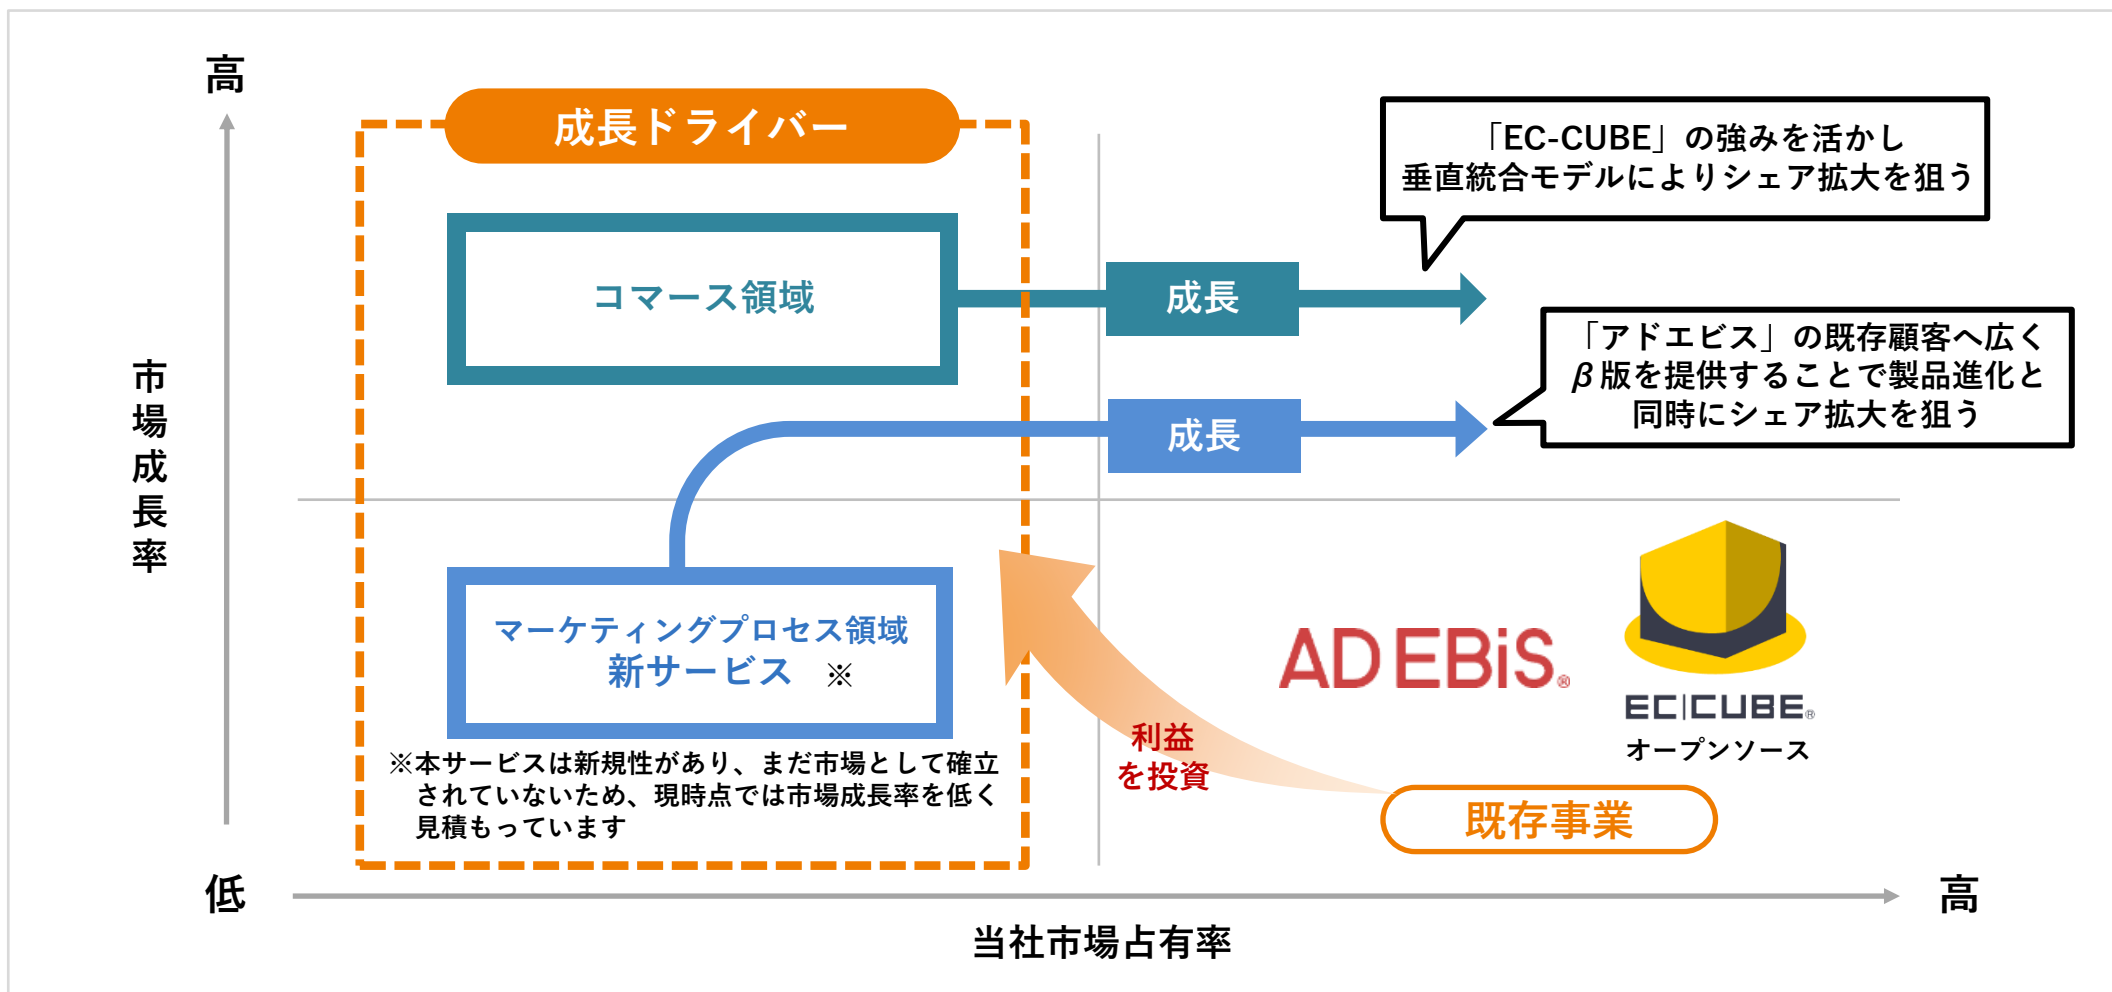 高
成長ドライバー
「EC-CUBE」の強みを活かし
垂直統合モデルによりシェア拡大を狙う
コマース領域
成長
「アドエビス」の既存顧客へ広く
β版を提供することで製品進化と
同時にシェア拡大を狙う
成長
市場成長率
マーケティングプロセス領域
新サービス ※
※本サービスは新規性があり、まだ市場として確立
されていないため、現時点では市場成長率を低く
見積もっています
利益
を投資
AD EBiS®
EC|CUBE®
オープンソース
既存事業
低
高
当社市場占有率